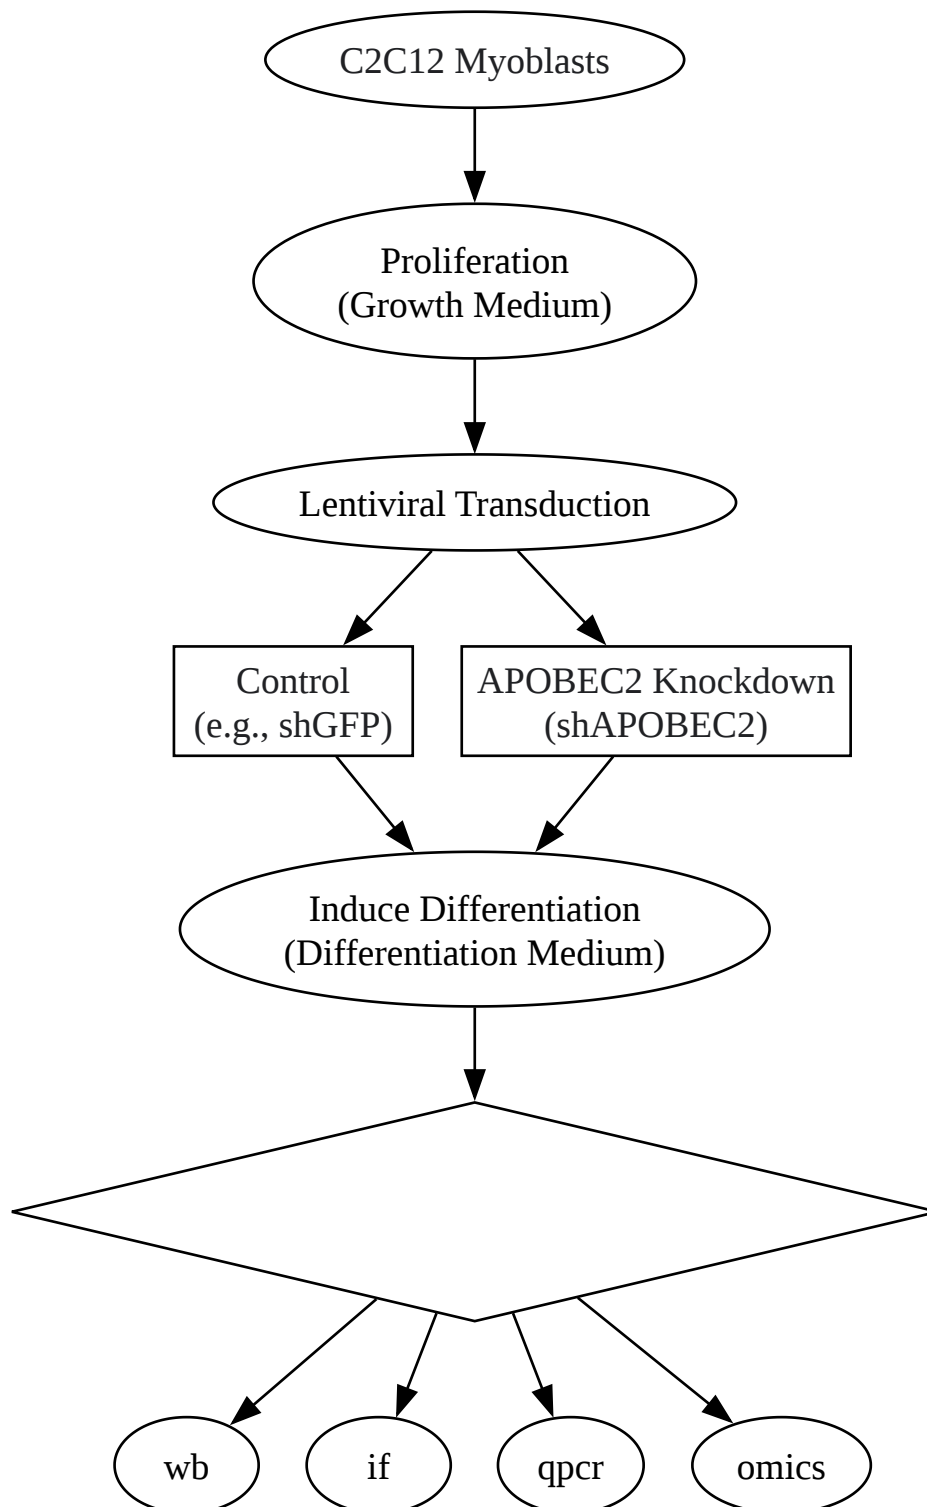 C2C12 Myoblasts
Proliferation
(Growth Medium)
Lentiviral Transduction
Control
(e.g., shGFP)
APOBEC2 Knockdown
(shAPOBEC2)
Induce Differentiation
(Differentiation Medium)
wb
if
qpcr
omics